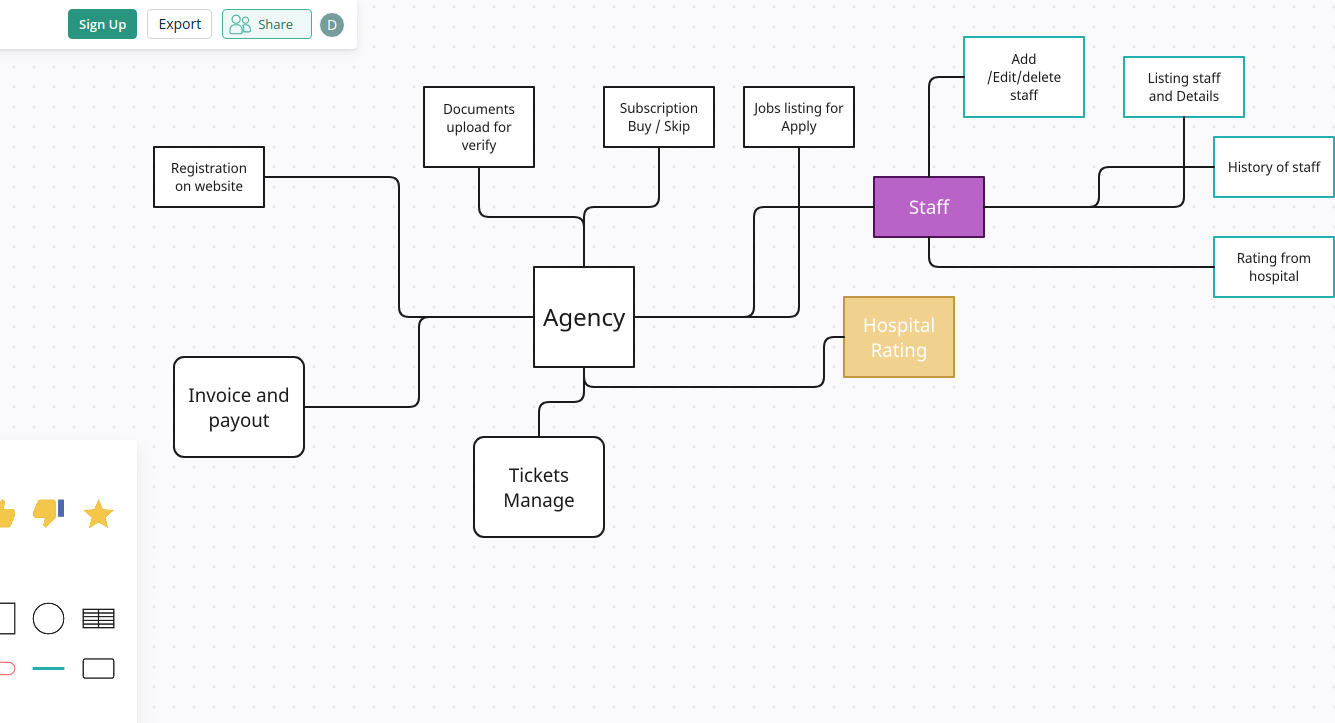 Sign Up
Export
Share
D
Add
/Edit/delete
staff
Listing staff
and Details
Documents
upload for
verify
Subscription
Buy / Skip
Jobs listing for
Apply
Registration
on website
History of staff
Staff
Rating from
hospital
Agency
Hospital
Rating
Invoice and
payout
Tickets
Manage